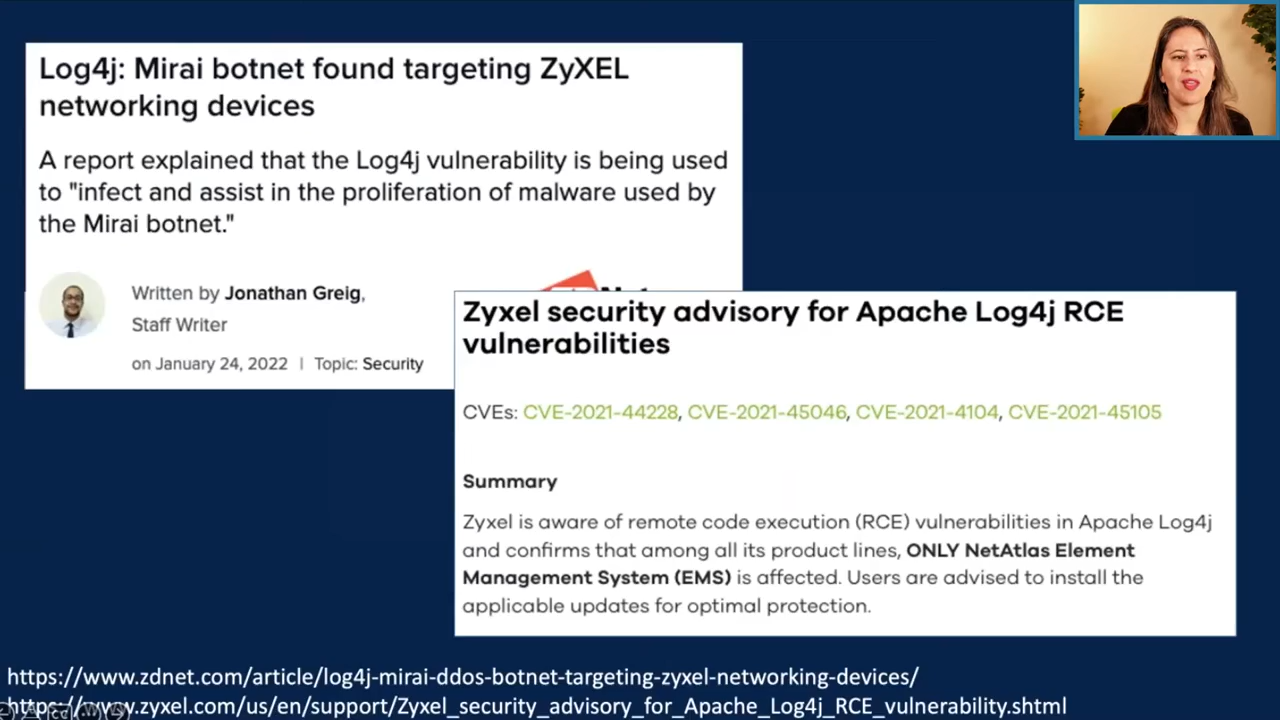 Log4j: Mirai botnet found targeting ZyXEL
networking devices
A report explained that the Log4j vulnerability is being used
to "infect and assist in the proliferation of malware used by
the Mirai botnet."
Written by Jonathan Greig,
Staff Writer
on January 24, 2022 | Topic: Security
Zyxel security advisory for Apache Log4j RCE
vulnerabilities
CVEs: CVE-2021-44228, CVE-2021-45046, CVE-2021-4104, CVE-2021-45105
Summary
Zyxel is aware of remote code execution (RCE) vulnerabilities in Apache Log4j
and confirms that among all its product lines, ONLY NetAtlas Element
Management System (EMS) is affected. Users are advised to install the
applicable updates for optimal protection.
https://www.zdnet.com/article/log4j-mirai-ddos-botnet-targeting-zyxel-networking-devices/
https://www.zyxel.com/us/en/support/Zyxel_security_advisory_for_Apache_Log4j_RCE_vulnerability.shtml